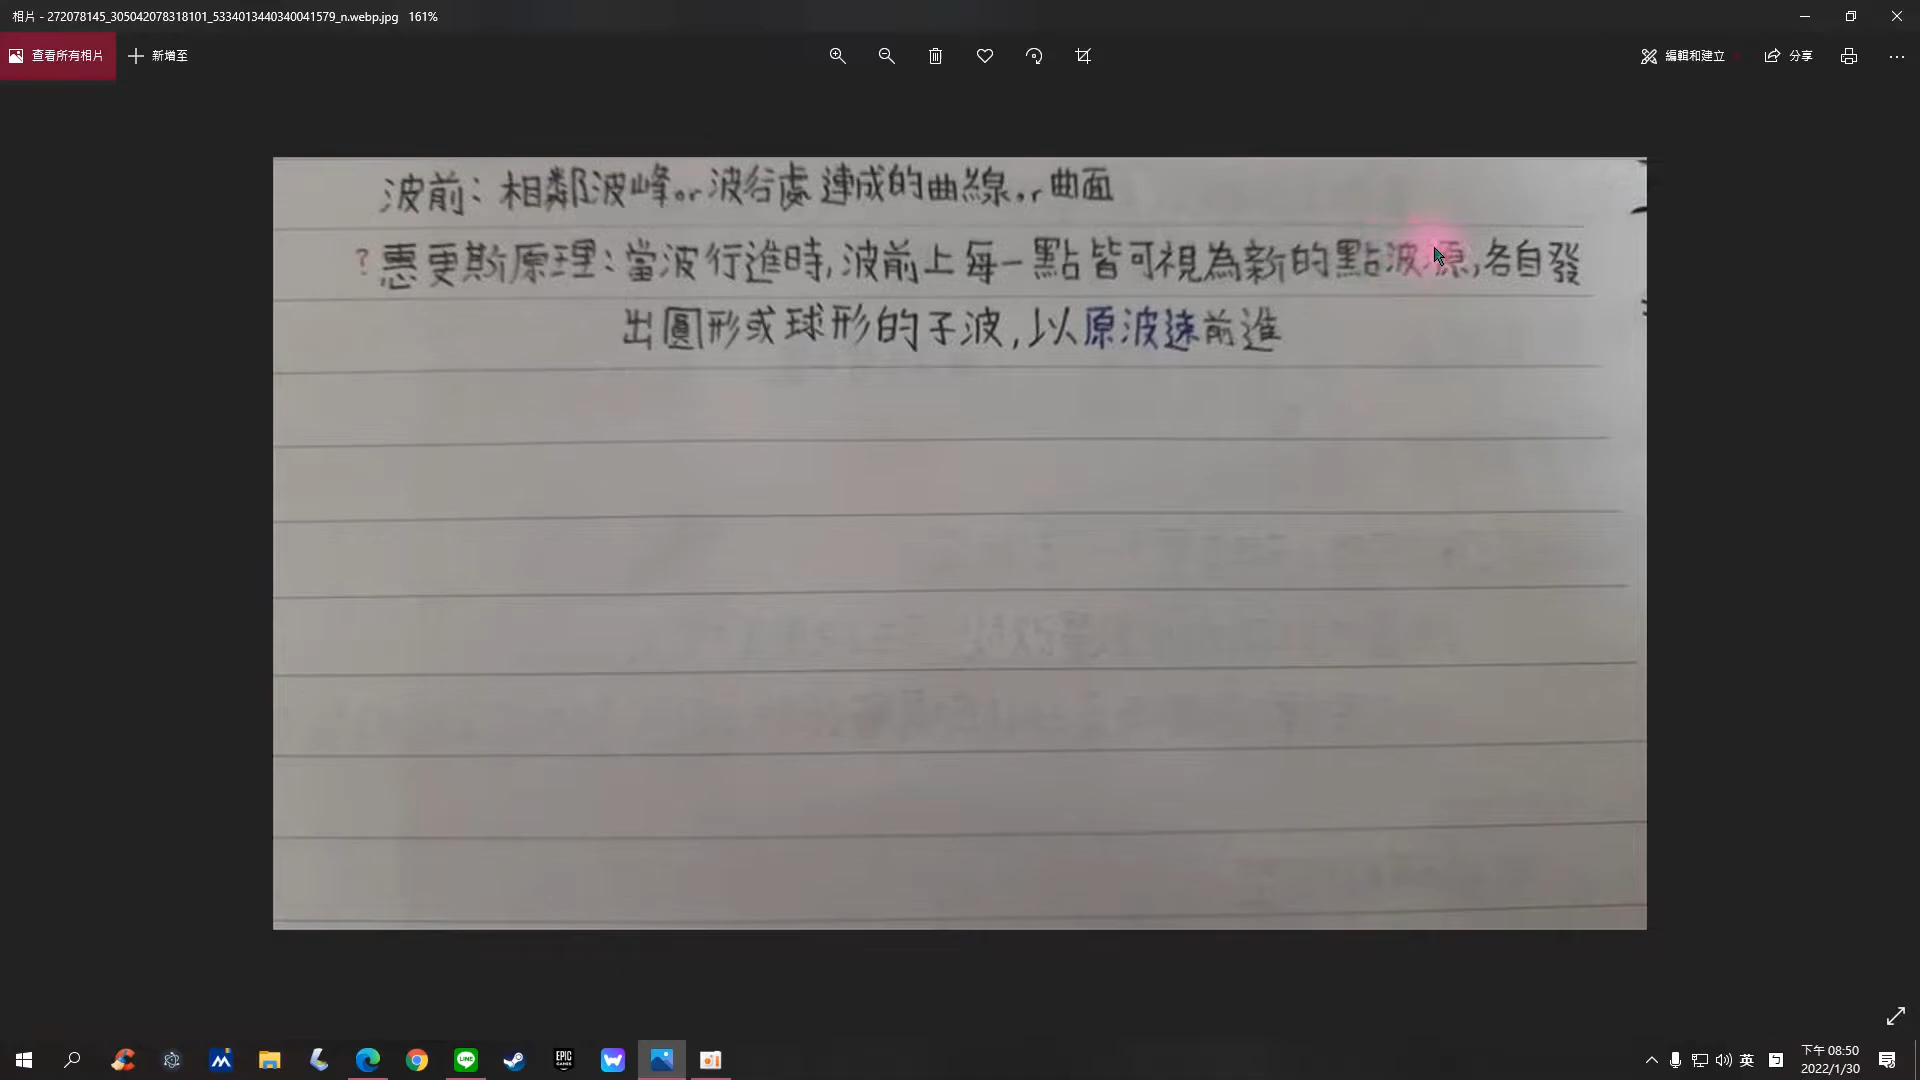 相片 - 272078145_305042078318101_5334013440340041579_n.webp.jpg 161%
查看所有相片 新增至 編輯和建立 分享
波前:相鄰波峰or波谷處連成的曲線or曲面
?惠更斯原理:當波行進時,波前上每一點皆可視為新的點波源,各自發
出圓形或球形的子波,以原波速前進
EPIC GAMES
LINE
英
下午 08:50
2022/1/30